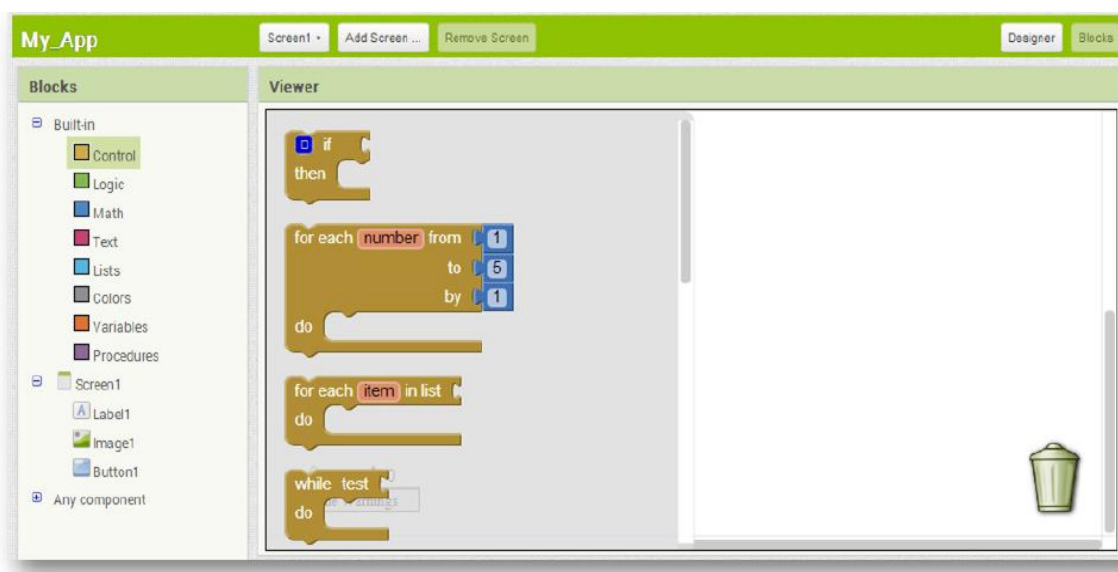 My_App
Screen1
Add Screen ...
Remove Screen
Designer
Blocks
Blocks
Viewer
Built-in
Control
Logic
Math
Text
Lists
Colors
Variables
Procedures
Screen1
Label1
Image1
Button1
Any component
if
then
for each number from 1
to 5
by 1
do
for each item in list
do
while test
Warnings
do